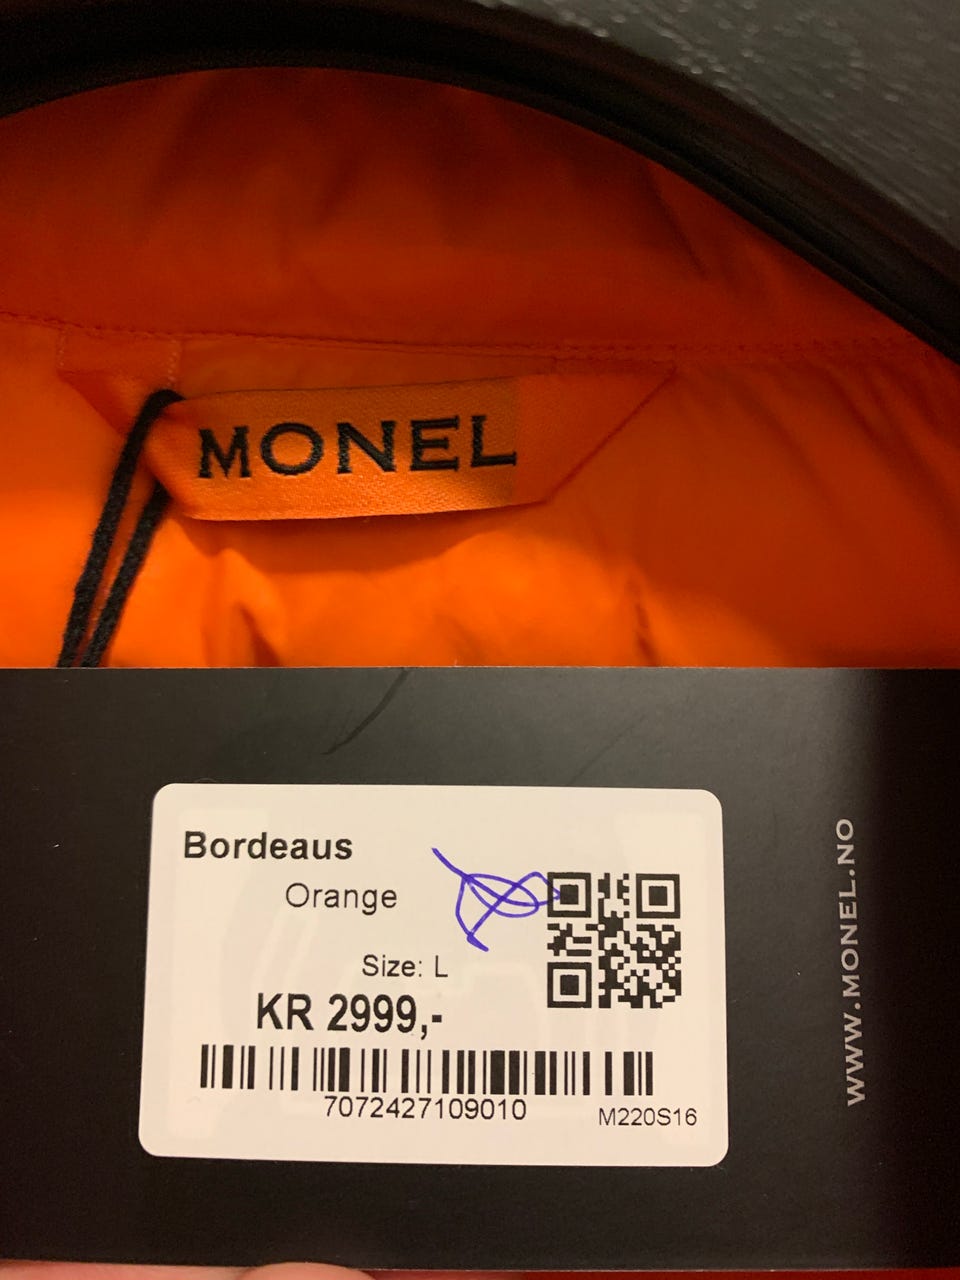 MONEL
Bordeaus
Orange
Size: L
KR 2999,-
7072427109010
M220S16
WWW.MONEL.NO